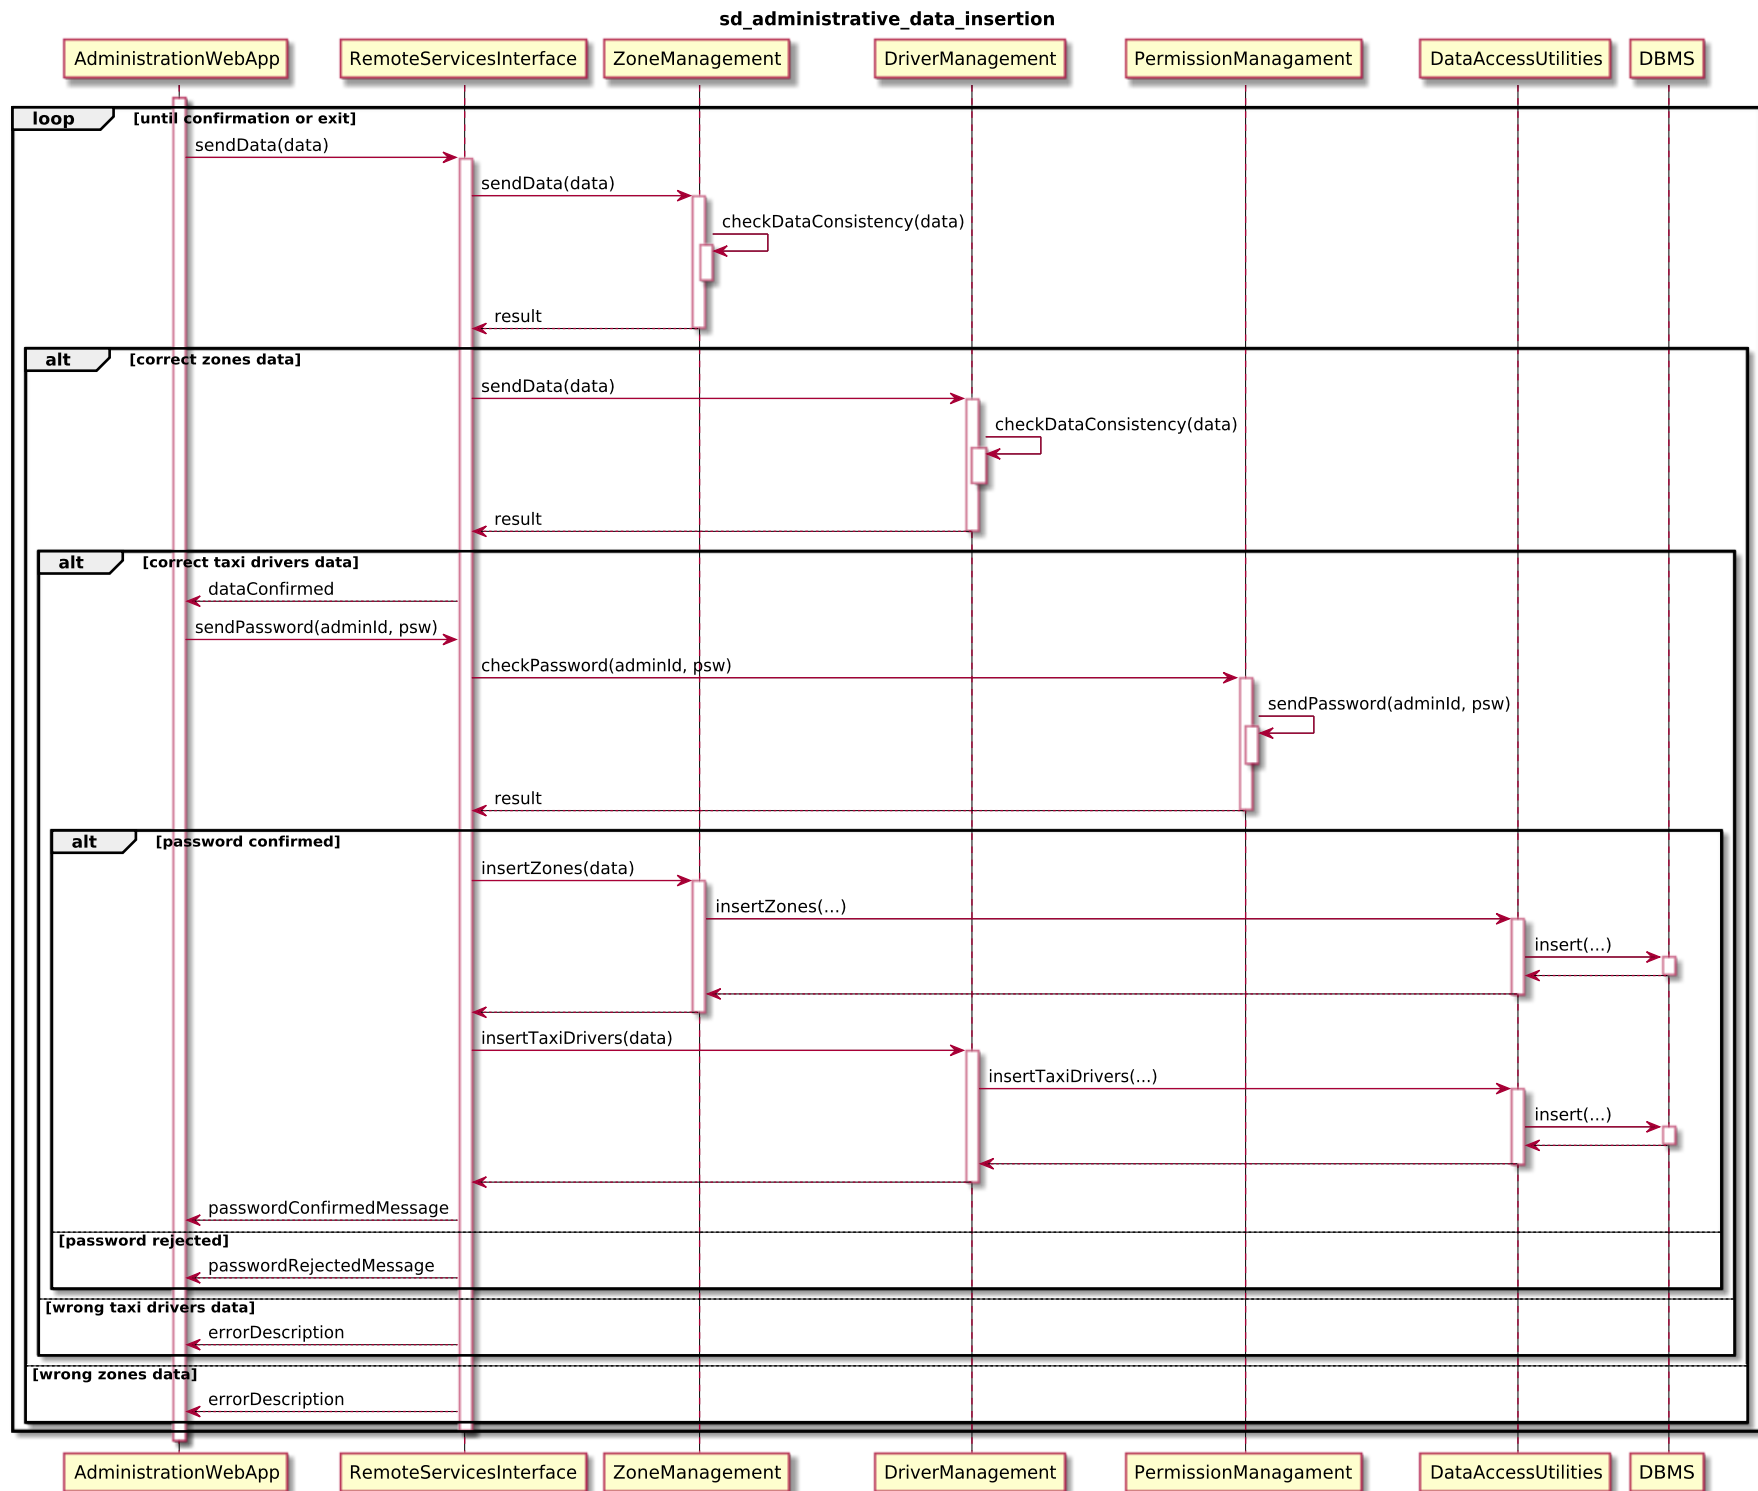 sd_administrative_data_insertion
AdministrationWebApp RemoteServicesInterface ZoneManagement DriverManagement PermissionManagament DataAccessUtilities DBMS
loop [until confirmation or exit]
sendData(data)
sendData(data)
checkDataConsistency(data)
result
alt [correct zones data]
sendData(data)
checkDataConsistency(data)
result
alt [correct taxi drivers data]
dataConfirmed
sendPassword(adminId, psw)
checkPassword(adminId, psw)
sendPassword(adminId, psw)
result
alt [password confirmed]
insertZones(data)
insertZones(...)
insert(...)
insertTaxiDrivers(data)
insertTaxiDrivers(...)
insert(...)
passwordConfirmedMessage
[password rejected]
passwordRejectedMessage
[wrong taxi drivers data]
errorDescription
[wrong zones data]
errorDescription
AdministrationWebApp RemoteServicesInterface ZoneManagement DriverManagement PermissionManagament DataAccessUtilities DBMS